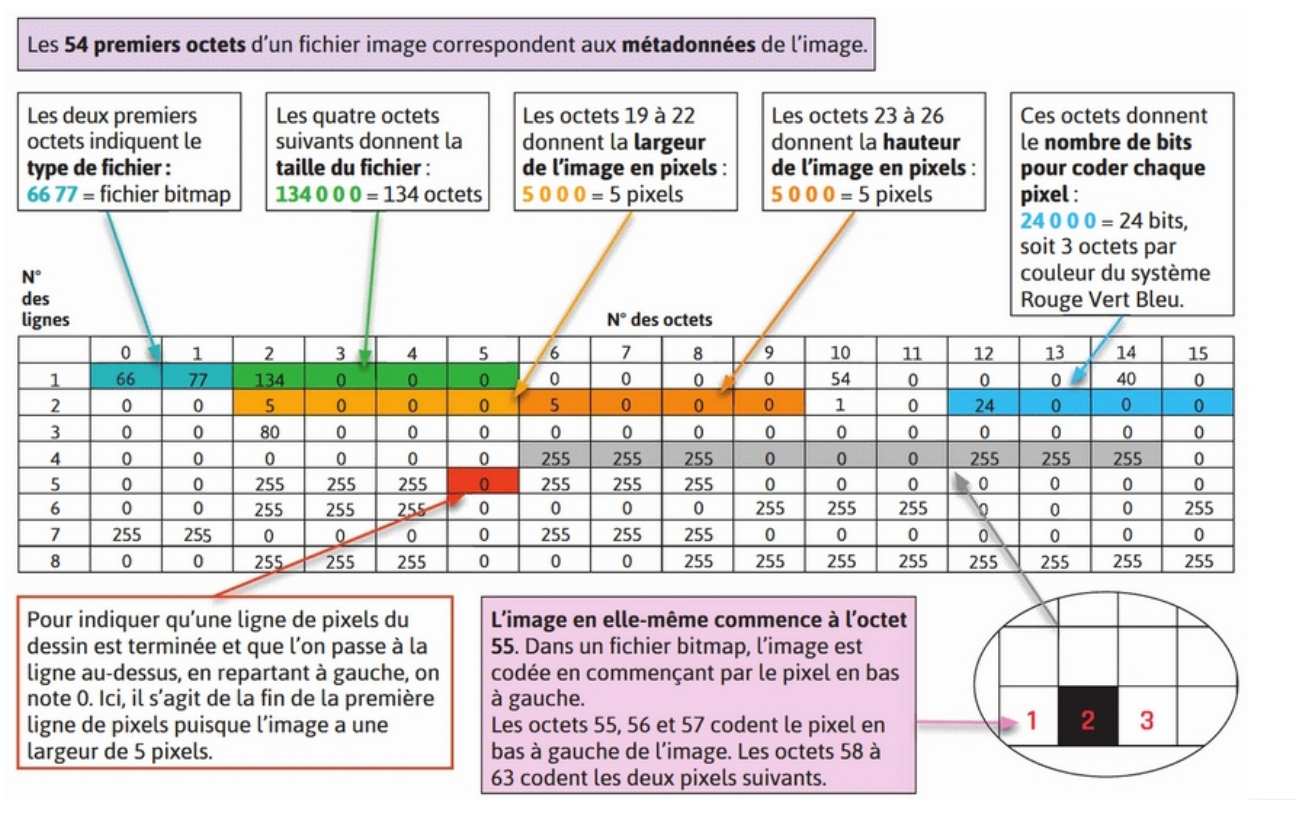 Les 54 premiers octets d'un fichier image correspondent aux métadonnées de l'image.
Les deux premiers
octets indiquent le
type de fichier :
66 77 = fichier bitmap
Les quatre octets
suivants donnent la
taille du fichier :
134 0 0 0 = 134 octets
Les octets 19 à 22
donnent la largeur
de l'image en pixels :
5 0 0 0 = 5 pixels
Les octets 23 à 26
donnent la hauteur
de l'image en pixels :
5 0 0 0 = 5 pixels
Ces octets donnent
le nombre de bits
pour coder chaque
pixel :
24 0 0 0 = 24 bits,
soit 3 octets par
couleur du système
Rouge Vert Bleu.
N°
des
lignes
N° des octets
0 1 2 3 4 5 6 7 8 9 10 11 12 13 14 15
1 66 77 134 0 0 0 0 0 0 0 54 0 0 0 40 0
2 0 0 5 0 0 0 5 0 0 0 1 0 24 0 0 0
3 0 0 80 0 0 0 0 0 0 0 0 0 0 0 0 0
4 0 0 0 0 0 0 255 255 255 0 0 0 255 255 255 0
5 0 0 255 255 255 0 255 255 255 0 0 0 0 0 0 0
6 0 0 255 255 255 0 0 0 0 255 255 255 0 0 0 255
7 255 255 0 0 0 0 255 255 255 0 0 0 0 0 0 0
8 0 0 255 255 255 0 0 0 255 255 255 255 255 255 255 255
Pour indiquer qu'une ligne de pixels du
dessin est terminée et que l'on passe à la
ligne au-dessus, en repartant à gauche, on
note 0. Ici, il s'agit de la fin de la première
ligne de pixels puisque l'image a une
largeur de 5 pixels.
L'image en elle-même commence à l'octet
55. Dans un fichier bitmap, l'image est
codée en commençant par le pixel en bas
à gauche.
Les octets 55, 56 et 57 codent le pixel en
bas à gauche de l'image. Les octets 58 à
63 codent les deux pixels suivants.
1 2 3